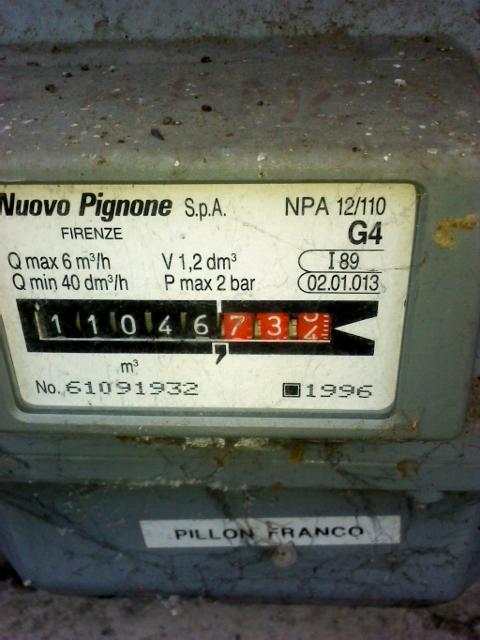 Nuovo Pignone S.p.A. NPA 12/110
FIRENZE G4
Q max 6 m³/h V 1,2 dm³ I 89
Q min 40 dm³/h P max 2 bar 02.01.013
1 1 0 4 6 7 3
m³ ,
No. 61091932 1996
PILLON FRANCO